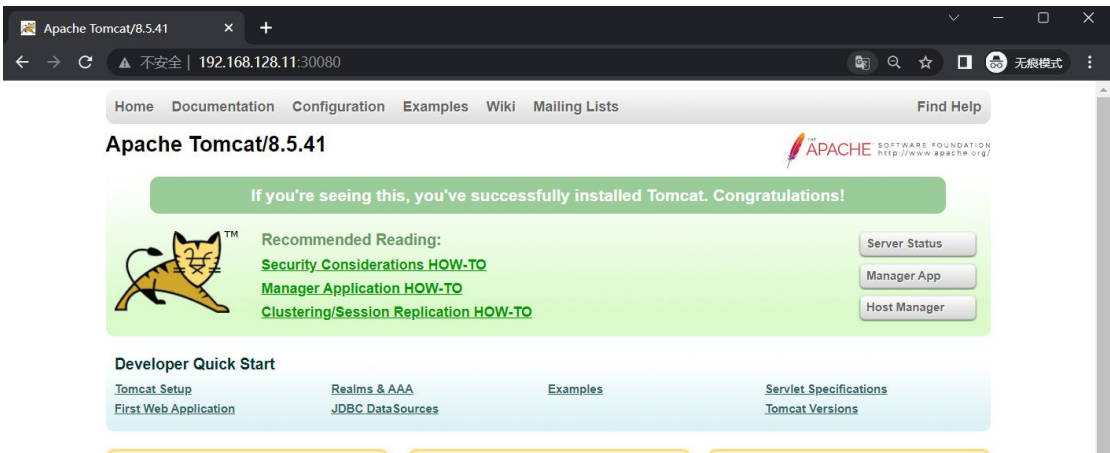 Apache Tomcat/8.5.41
不安全 | 192.168.128.11:30080
无痕模式
Home Documentation Configuration Examples Wiki Mailing Lists Find Help
Apache Tomcat/8.5.41
THE
APACHE SOFTWARE FOUNDATION
http://www.apache.org/
If you're seeing this, you've successfully installed Tomcat. Congratulations!
TM
Recommended Reading:
Security Considerations HOW-TO
Manager Application HOW-TO
Clustering/Session Replication HOW-TO
Server Status
Manager App
Host Manager
Developer Quick Start
Tomcat Setup
First Web Application
Realms & AAA
JDBC DataSources
Examples
Servlet Specifications
Tomcat Versions